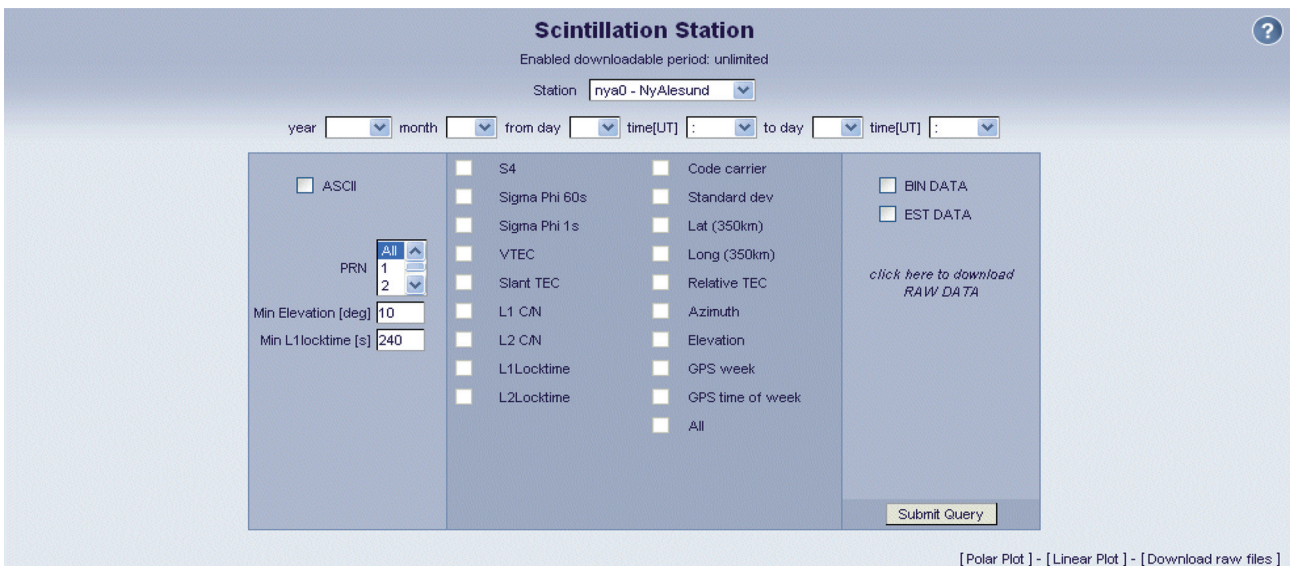 Scintillation Station
?
Enabled downloadable period: unlimited
Station nya0 - NyAlesund
year month from day time[UT] : to day time[UT] :
ASCII
PRN All
1
2
Min Elevation [deg] 10
Min L1locktime [s] 240
S4 Code carrier
Sigma Phi 60s Standard dev
Sigma Phi 1s Lat (350km)
VTEC Long (350km)
Slant TEC Relative TEC
L1 C/N Azimuth
L2 C/N Elevation
L1Locktime GPS week
L2Locktime GPS time of week
All
BIN DATA
EST DATA
click here to download
RAW DATA
Submit Query
[ Polar Plot ] - [ Linear Plot ] - [ Download raw files ]